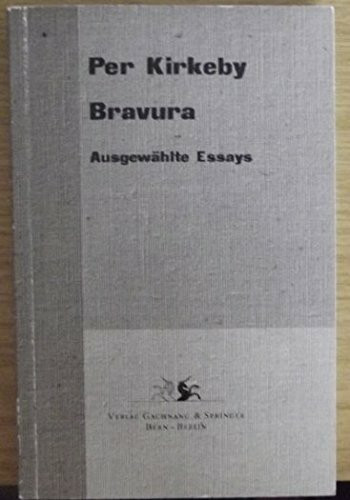 Per Kirkeby
Bravura
Ausgewählte Essays
VERLAG GACHNANG & SPRINGER
BERN – BERLIN